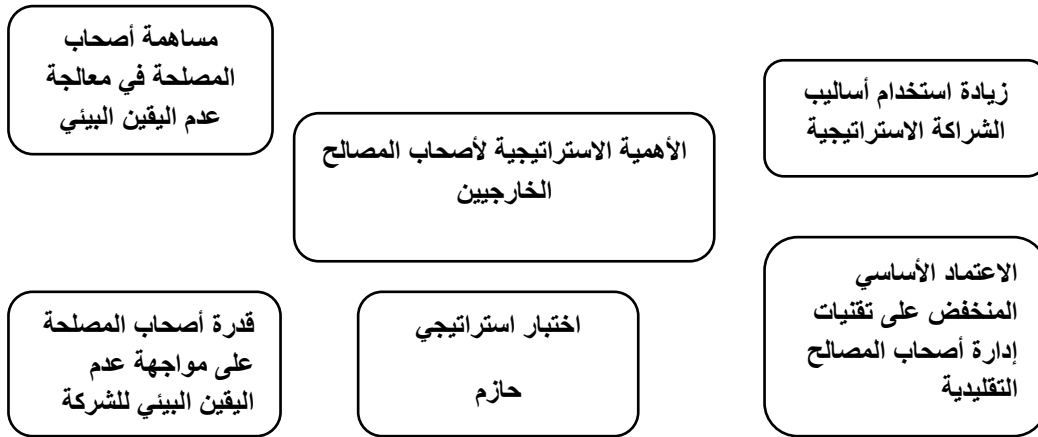 مساهمة أصحاب
المصلحة في معالجة
عدم اليقين البيئي
زيادة استخدام أساليب
الشراكة الاستراتيجية
الأهمية الاستراتيجية لأصحاب المصالح
الخارجيين
الاعتماد الأساسي
المنخفض على تقنيات
إدارة أصحاب المصالح
التقليدية
اختبار استراتيجي
حازم
قدرة أصحاب المصلحة
على مواجهة عدم
اليقين البيئي للشركة